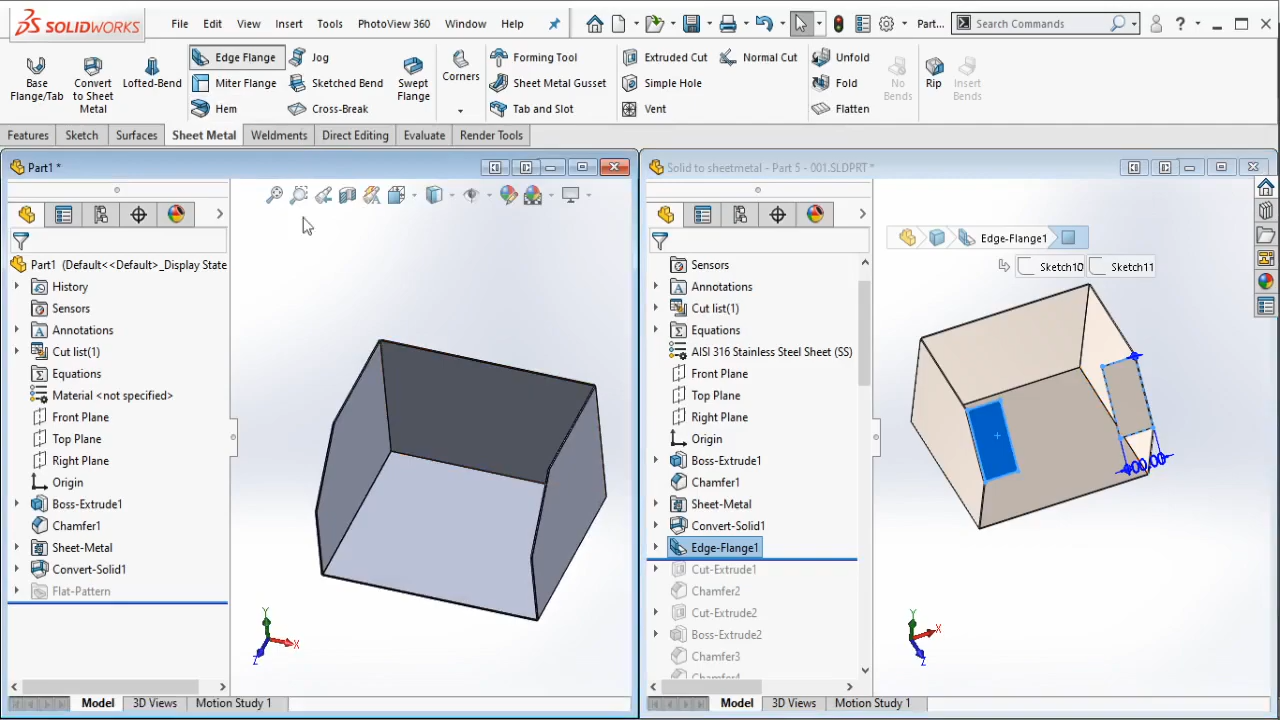 SOLIDWORKS File Edit View Insert Tools PhotoView 360 Window Help Part... Search Commands
Base Flange/Tab Convert to Sheet Metal Lofted-Bend Edge Flange Miter Flange Hem Jog Sketched Bend Cross-Break Swept Flange Corners Forming Tool Sheet Metal Gusset Tab and Slot Extruded Cut Simple Hole Vent Normal Cut Unfold Fold Flatten No Bends Rip Insert Bends
Features Sketch Surfaces Sheet Metal Weldments Direct Editing Evaluate Render Tools
Part1 *
Part1 (Default<<Default>_Display State
History
Sensors
Annotations
Cut list(1)
Equations
Material <not specified>
Front Plane
Top Plane
Right Plane
Origin
Boss-Extrude1
Chamfer1
Sheet-Metal
Convert-Solid1
Flat-Pattern
Y
X
Z
Model 3D Views Motion Study 1
Solid to sheetmetal - Part 5 - 001.SLDPRT *
Sensors
Annotations
Cut list(1)
Equations
AISI 316 Stainless Steel Sheet (SS)
Front Plane
Top Plane
Right Plane
Origin
Boss-Extrude1
Chamfer1
Sheet-Metal
Convert-Solid1
Edge-Flange1
Cut-Extrude1
Chamfer2
Cut-Extrude2
Boss-Extrude2
Chamfer3
Edge-Flange1
Sketch10 Sketch11
Y
X
Z
Model 3D Views Motion Study 1